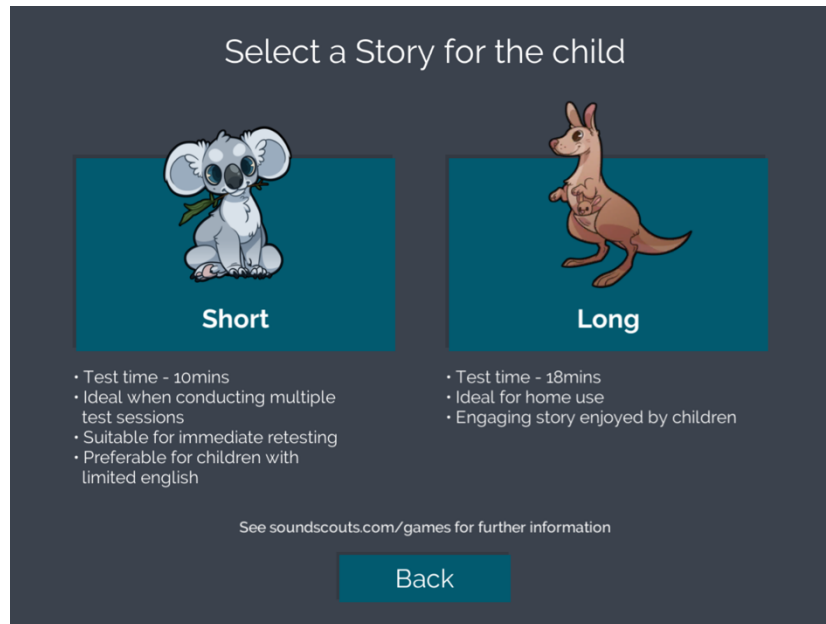 Select a Story for the child
Short
• Test time - 10mins
• Ideal when conducting multiple
test sessions
• Suitable for immediate retesting
• Preferable for children with
limited english
Long
• Test time - 18mins
• Ideal for home use
• Engaging story enjoyed by children
See soundscouts.com/games for further information
Back